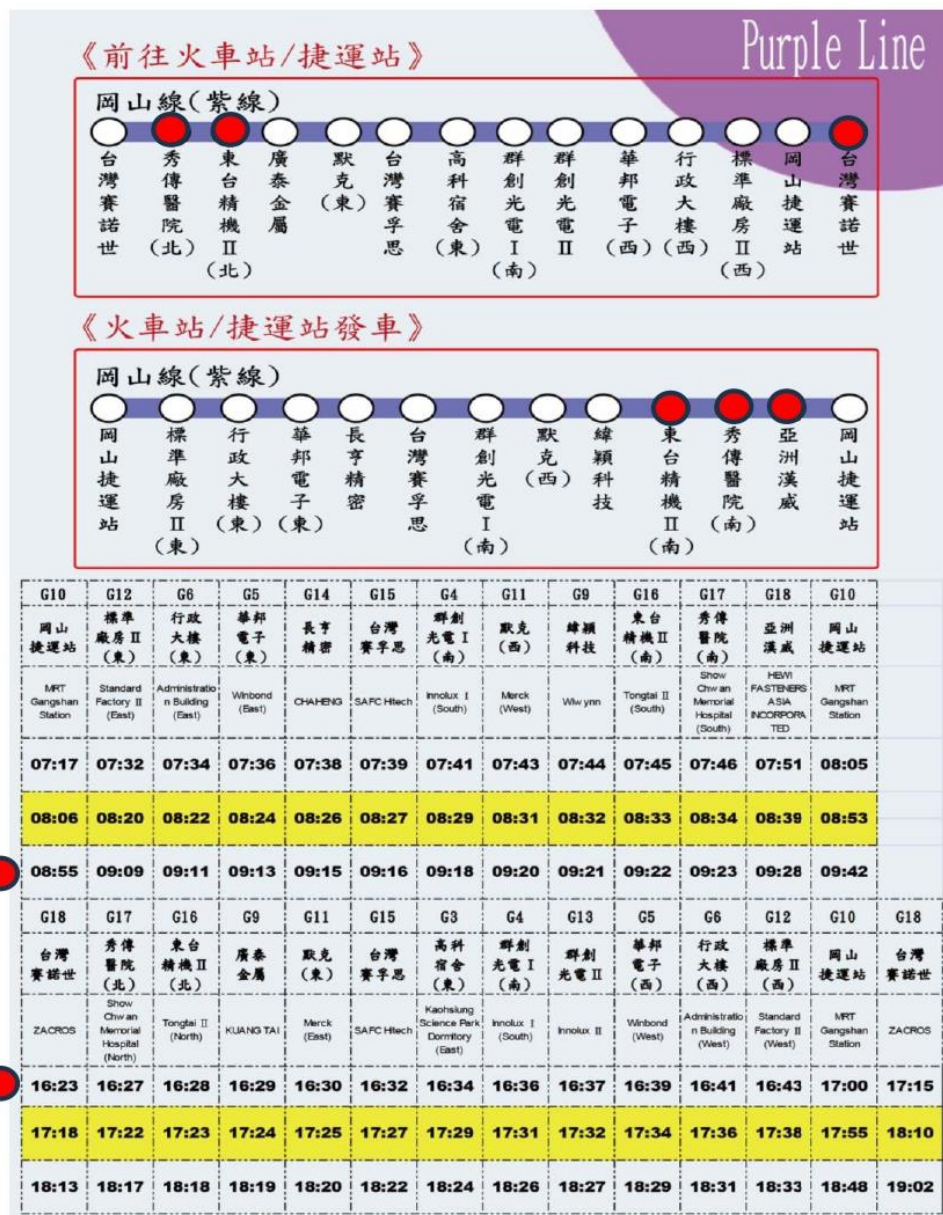 Purple Line
《前往火車站/捷運站》
岡山線(紫線)
台灣賽諾世
秀傳醫院(北)
東台精機II(北)
廣泰金屬
默克(東)
台灣賽孚思
高科宿舍(東)
群創光電I(南)
群創光電II
華邦電子(西)
行政大樓(西)
標準廠房II(西)
岡山捷運站
台灣賽諾世
《火車站/捷運站發車》
岡山線(紫線)
岡山捷運站
標準廠房II(東)
行政大樓(東)
華邦電子(東)
長亨精密
台灣賽孚思
群創光電I(南)
默克(西)
緯穎科技
東台精機II(南)
秀傳醫院(南)
亞洲漢威
岡山捷運站
G10 G12 G6 G5 G14 G15 G4 G11 G9 G16 G17 G18 G10
岡山捷運站 標準廠房II(東) 行政大樓(東) 華邦電子(東) 長亨精密 台灣賽孚思 群創光電I(南) 默克(西) 緯穎科技 東台精機II(南) 秀傳醫院(南) 亞洲漢威 岡山捷運站
MRT Gangshan Station Standard Factory II (East) Administration Building (East) Winbond (East) CHAHENG SAFC Hitech Innolux I (South) Merck (West) Wiwynn Tongtai II (South) Show Chwan Memorial Hospital (South) HEWI FASTENERS ASIA INCORPORATED MRT Gangshan Station
07:17 07:32 07:34 07:36 07:38 07:39 07:41 07:43 07:44 07:45 07:46 07:51 08:05
08:06 08:20 08:22 08:24 08:26 08:27 08:29 08:31 08:32 08:33 08:34 08:39 08:53
08:55 09:09 09:11 09:13 09:15 09:16 09:18 09:20 09:21 09:22 09:23 09:28 09:42
G18 G17 G16 G9 G11 G15 G3 G4 G13 G5 G6 G12 G10 G18
台灣賽諾世 秀傳醫院(北) 東台精機II(北) 廣泰金屬 默克(東) 台灣賽孚思 高科宿舍(東) 群創光電I(南) 群創光電II 華邦電子(西) 行政大樓(西) 標準廠房II(西) 岡山捷運站 台灣賽諾世
ZACROS Show Chwan Memorial Hospital (North) Tongtai II (North) KUANG TAI Merck (East) SAFC Hitech Kaohsiung Science Park Dormitory (East) Innolux I (South) Innolux II Winbond (West) Administration Building (West) Standard Factory II (West) MRT Gangshan Station ZACROS
16:23 16:27 16:28 16:29 16:30 16:32 16:34 16:36 16:37 16:39 16:41 16:43 17:00 17:15
17:18 17:22 17:23 17:24 17:25 17:27 17:29 17:31 17:32 17:34 17:36 17:38 17:55 18:10
18:13 18:17 18:18 18:19 18:20 18:22 18:24 18:26 18:27 18:29 18:31 18:33 18:48 19:02